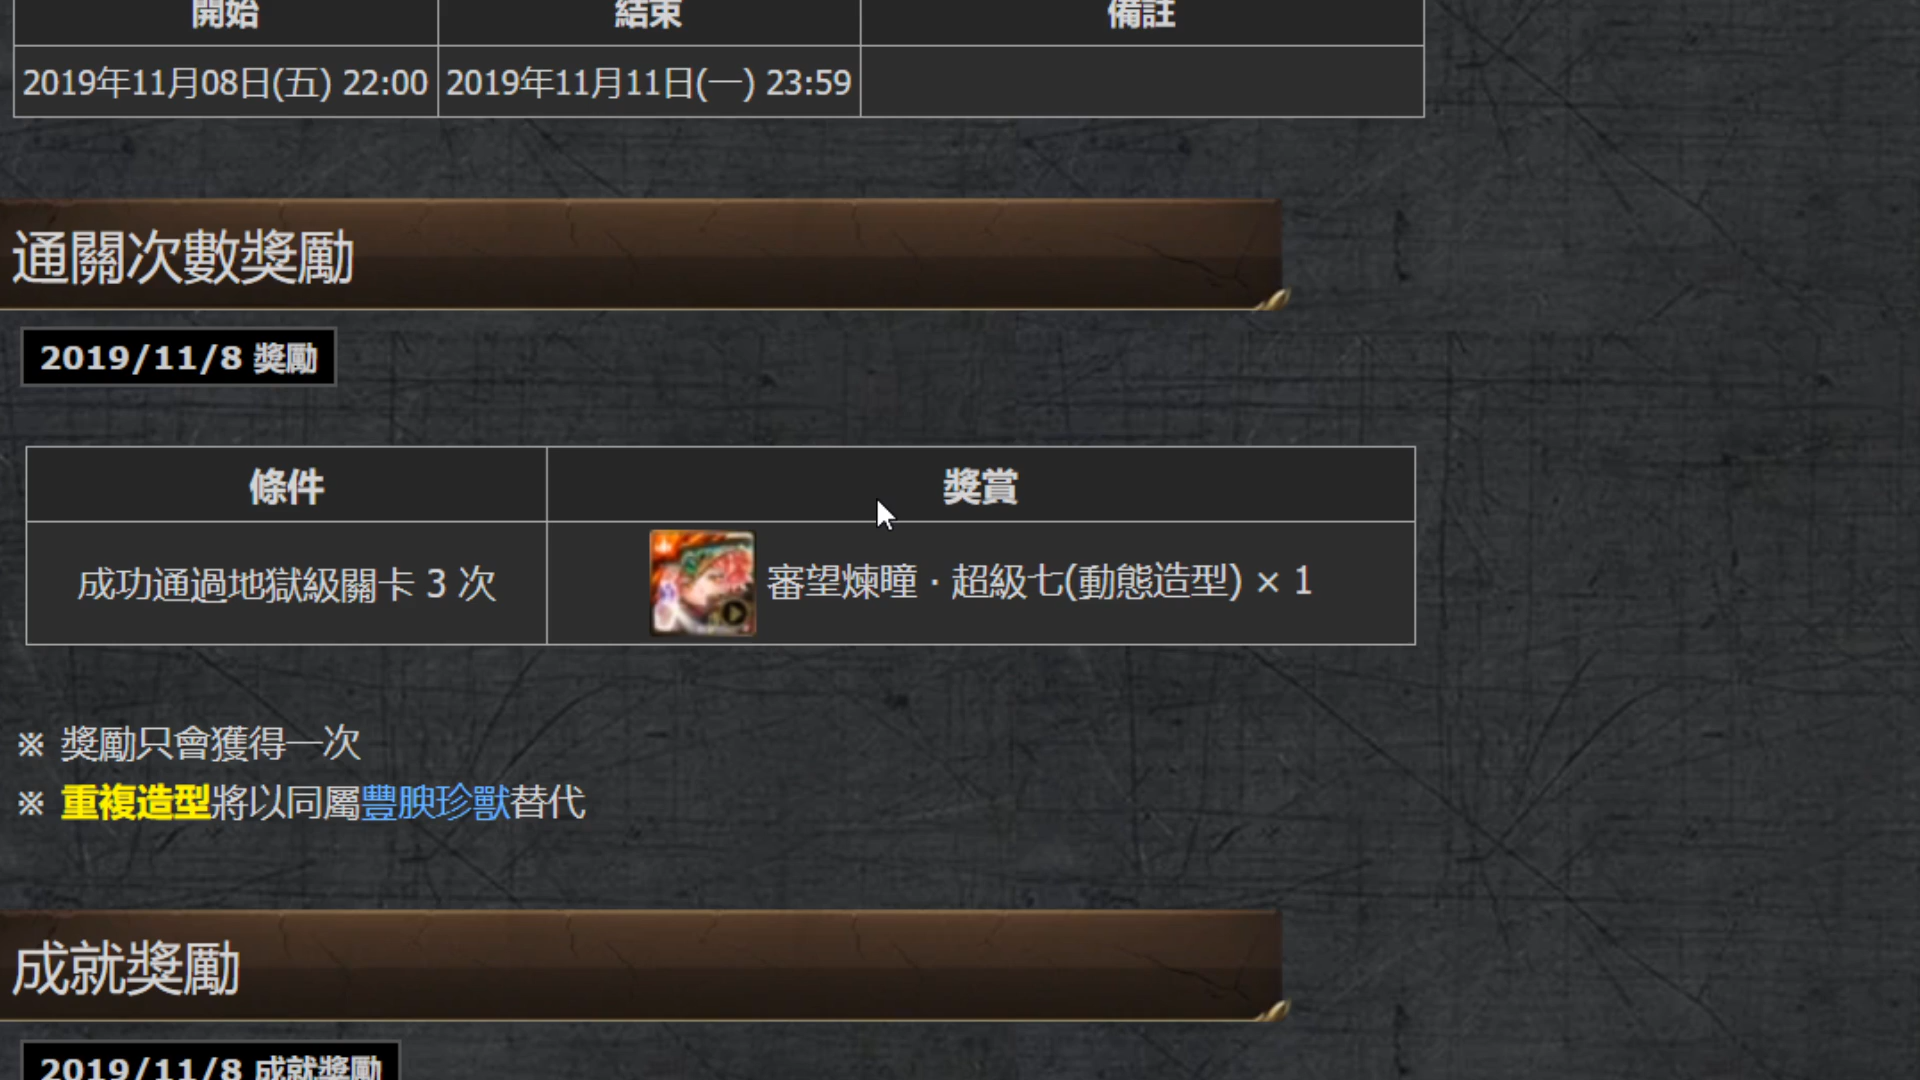 開始 結束 備註
2019年11月08日(五) 22:00 2019年11月11日(一) 23:59
通關次數獎勵
2019/11/8 獎勵
條件 獎賞
成功通過地獄級關卡 3 次 審望煉瞳 · 超級七(動態造型) × 1
※ 獎勵只會獲得一次
※ 重複造型將以同屬豐腴珍獸替代
成就獎勵
2019/11/8 成就獎勵